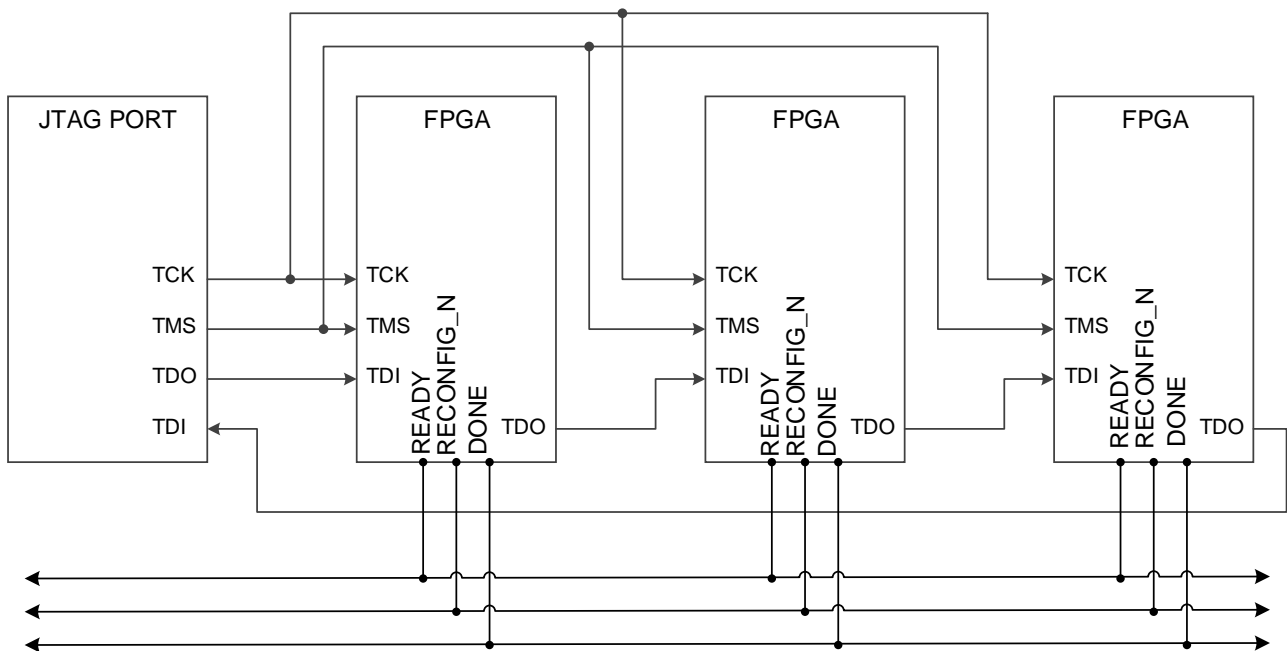 JTAG PORT
TCK
TMS
TDO
TDI
FPGA
TCK
TMS
TDI
READY
RECONFIG_N
DONE
TDO
FPGA
TCK
TMS
TDI
READY
RECONFIG_N
DONE
TDO
FPGA
TCK
TMS
TDI
READY
RECONFIG_N
DONE
TDO